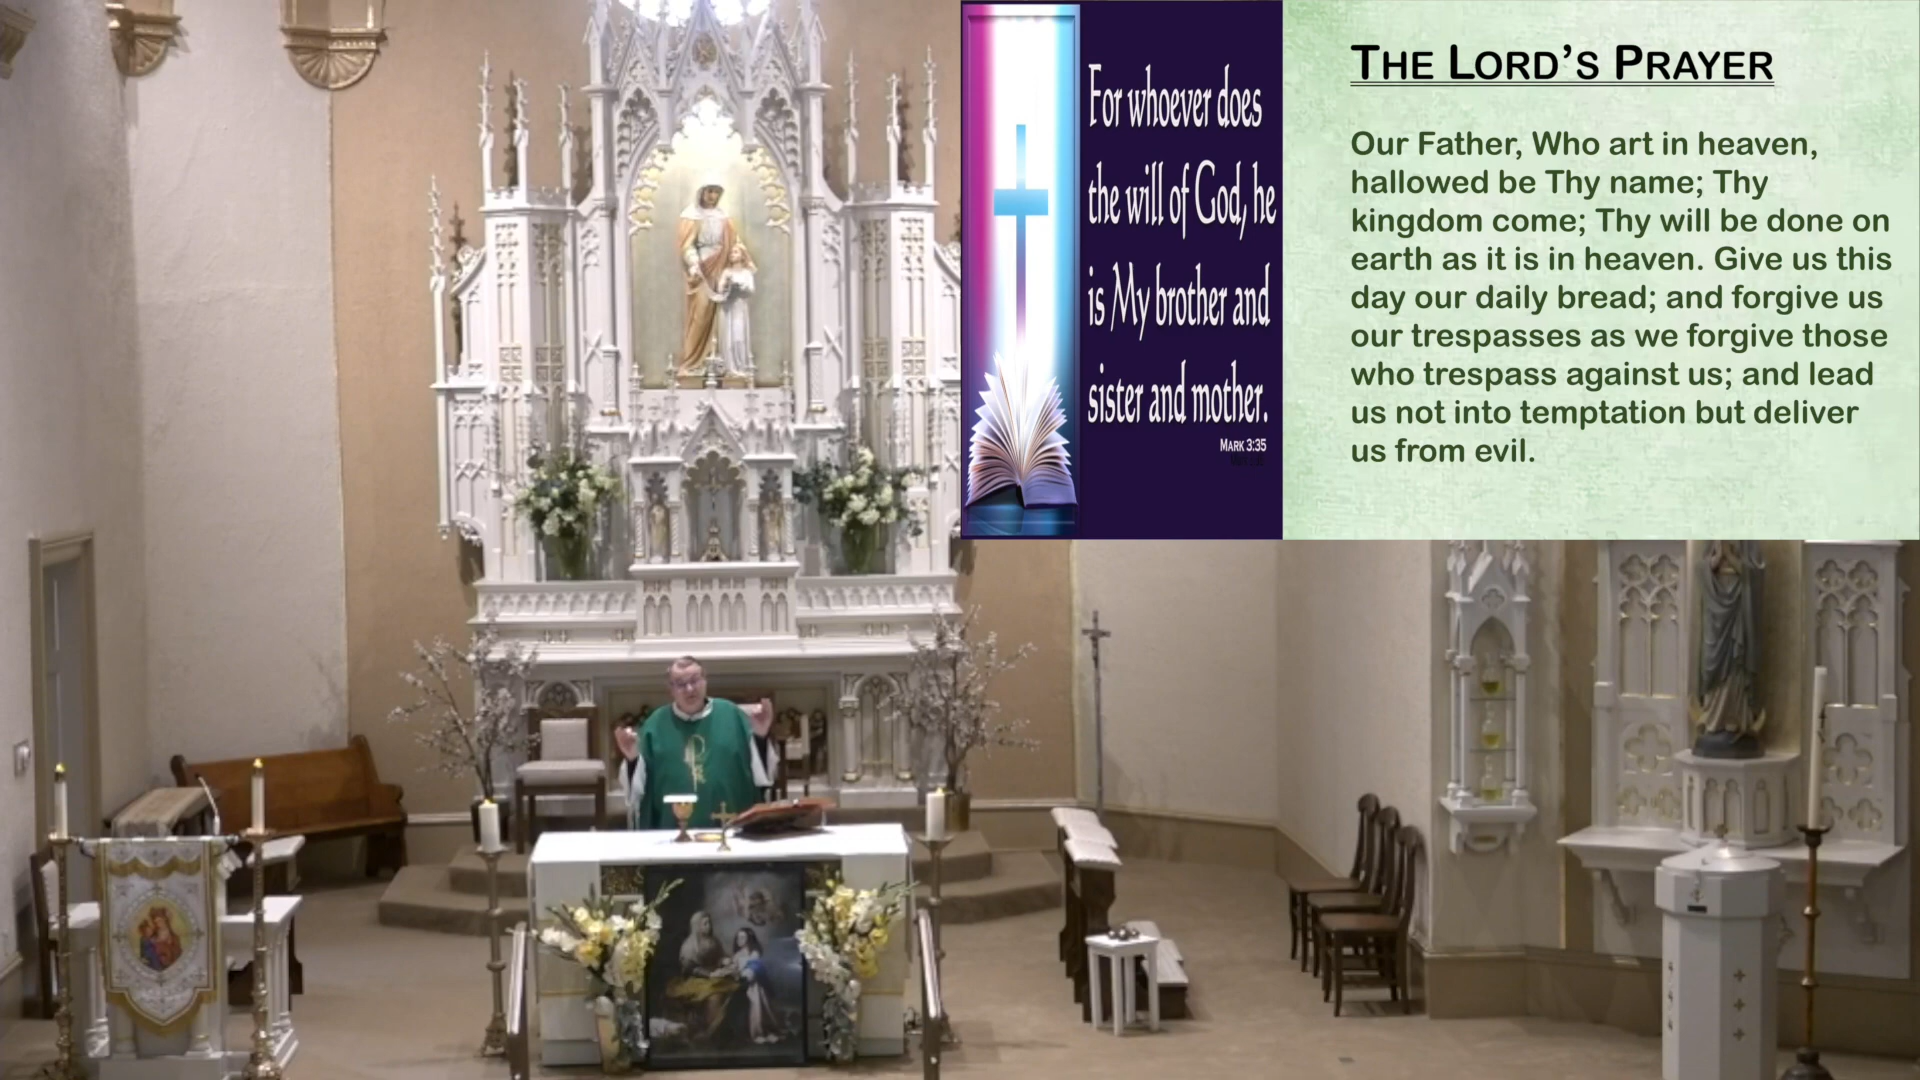 For whoever does
the will of God, he
is My brother and
sister and mother.
MARK 3:35
THE LORD'S PRAYER
Our Father, Who art in heaven,
hallowed be Thy name; Thy
kingdom come; Thy will be done on
earth as it is in heaven. Give us this
day our daily bread; and forgive us
our trespasses as we forgive those
who trespass against us; and lead
us not into temptation but deliver
us from evil.